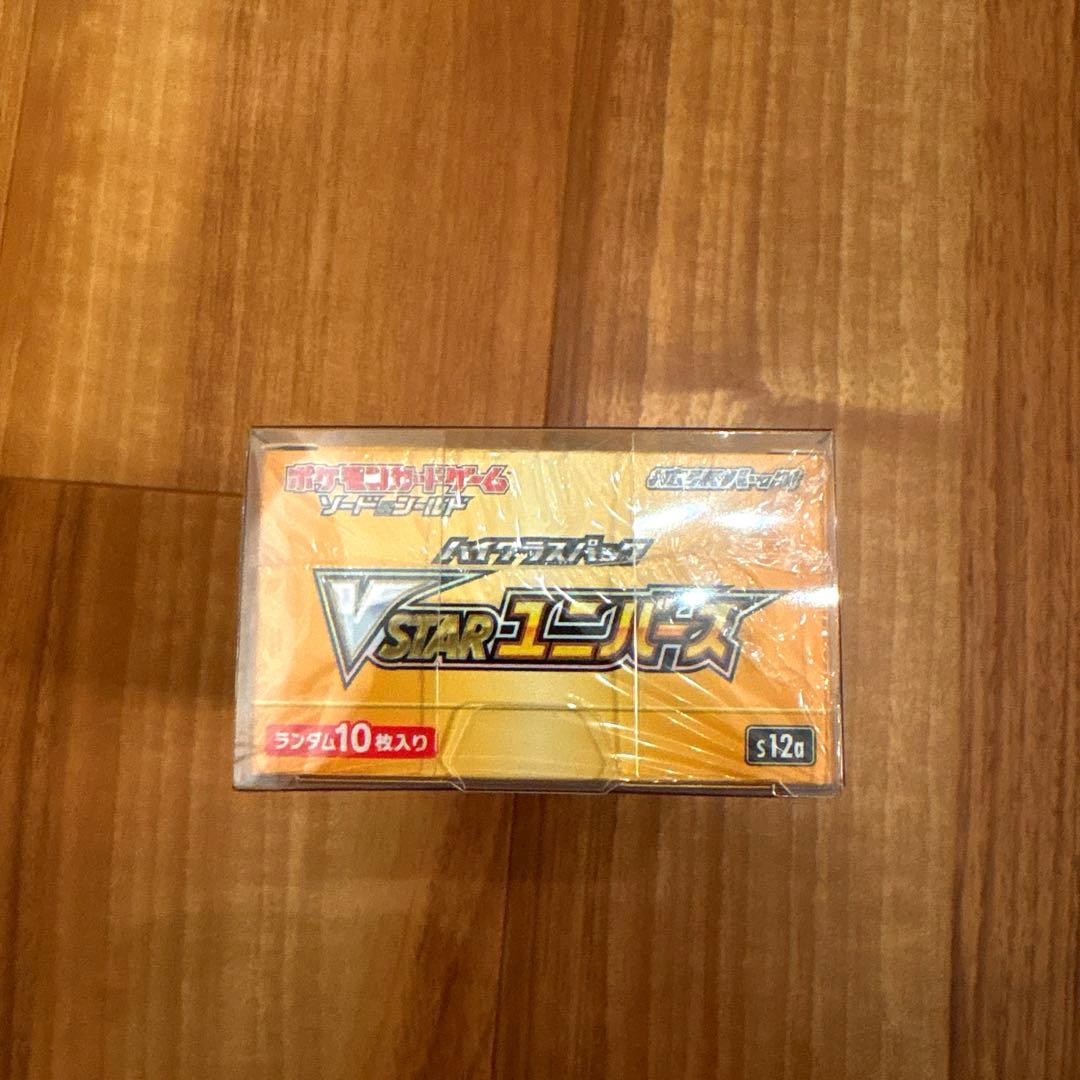 ポケモンカードゲーム
ソード&シールド
ハイクラスパック
VSTARユニバース
ランダム10枚入り
s12a